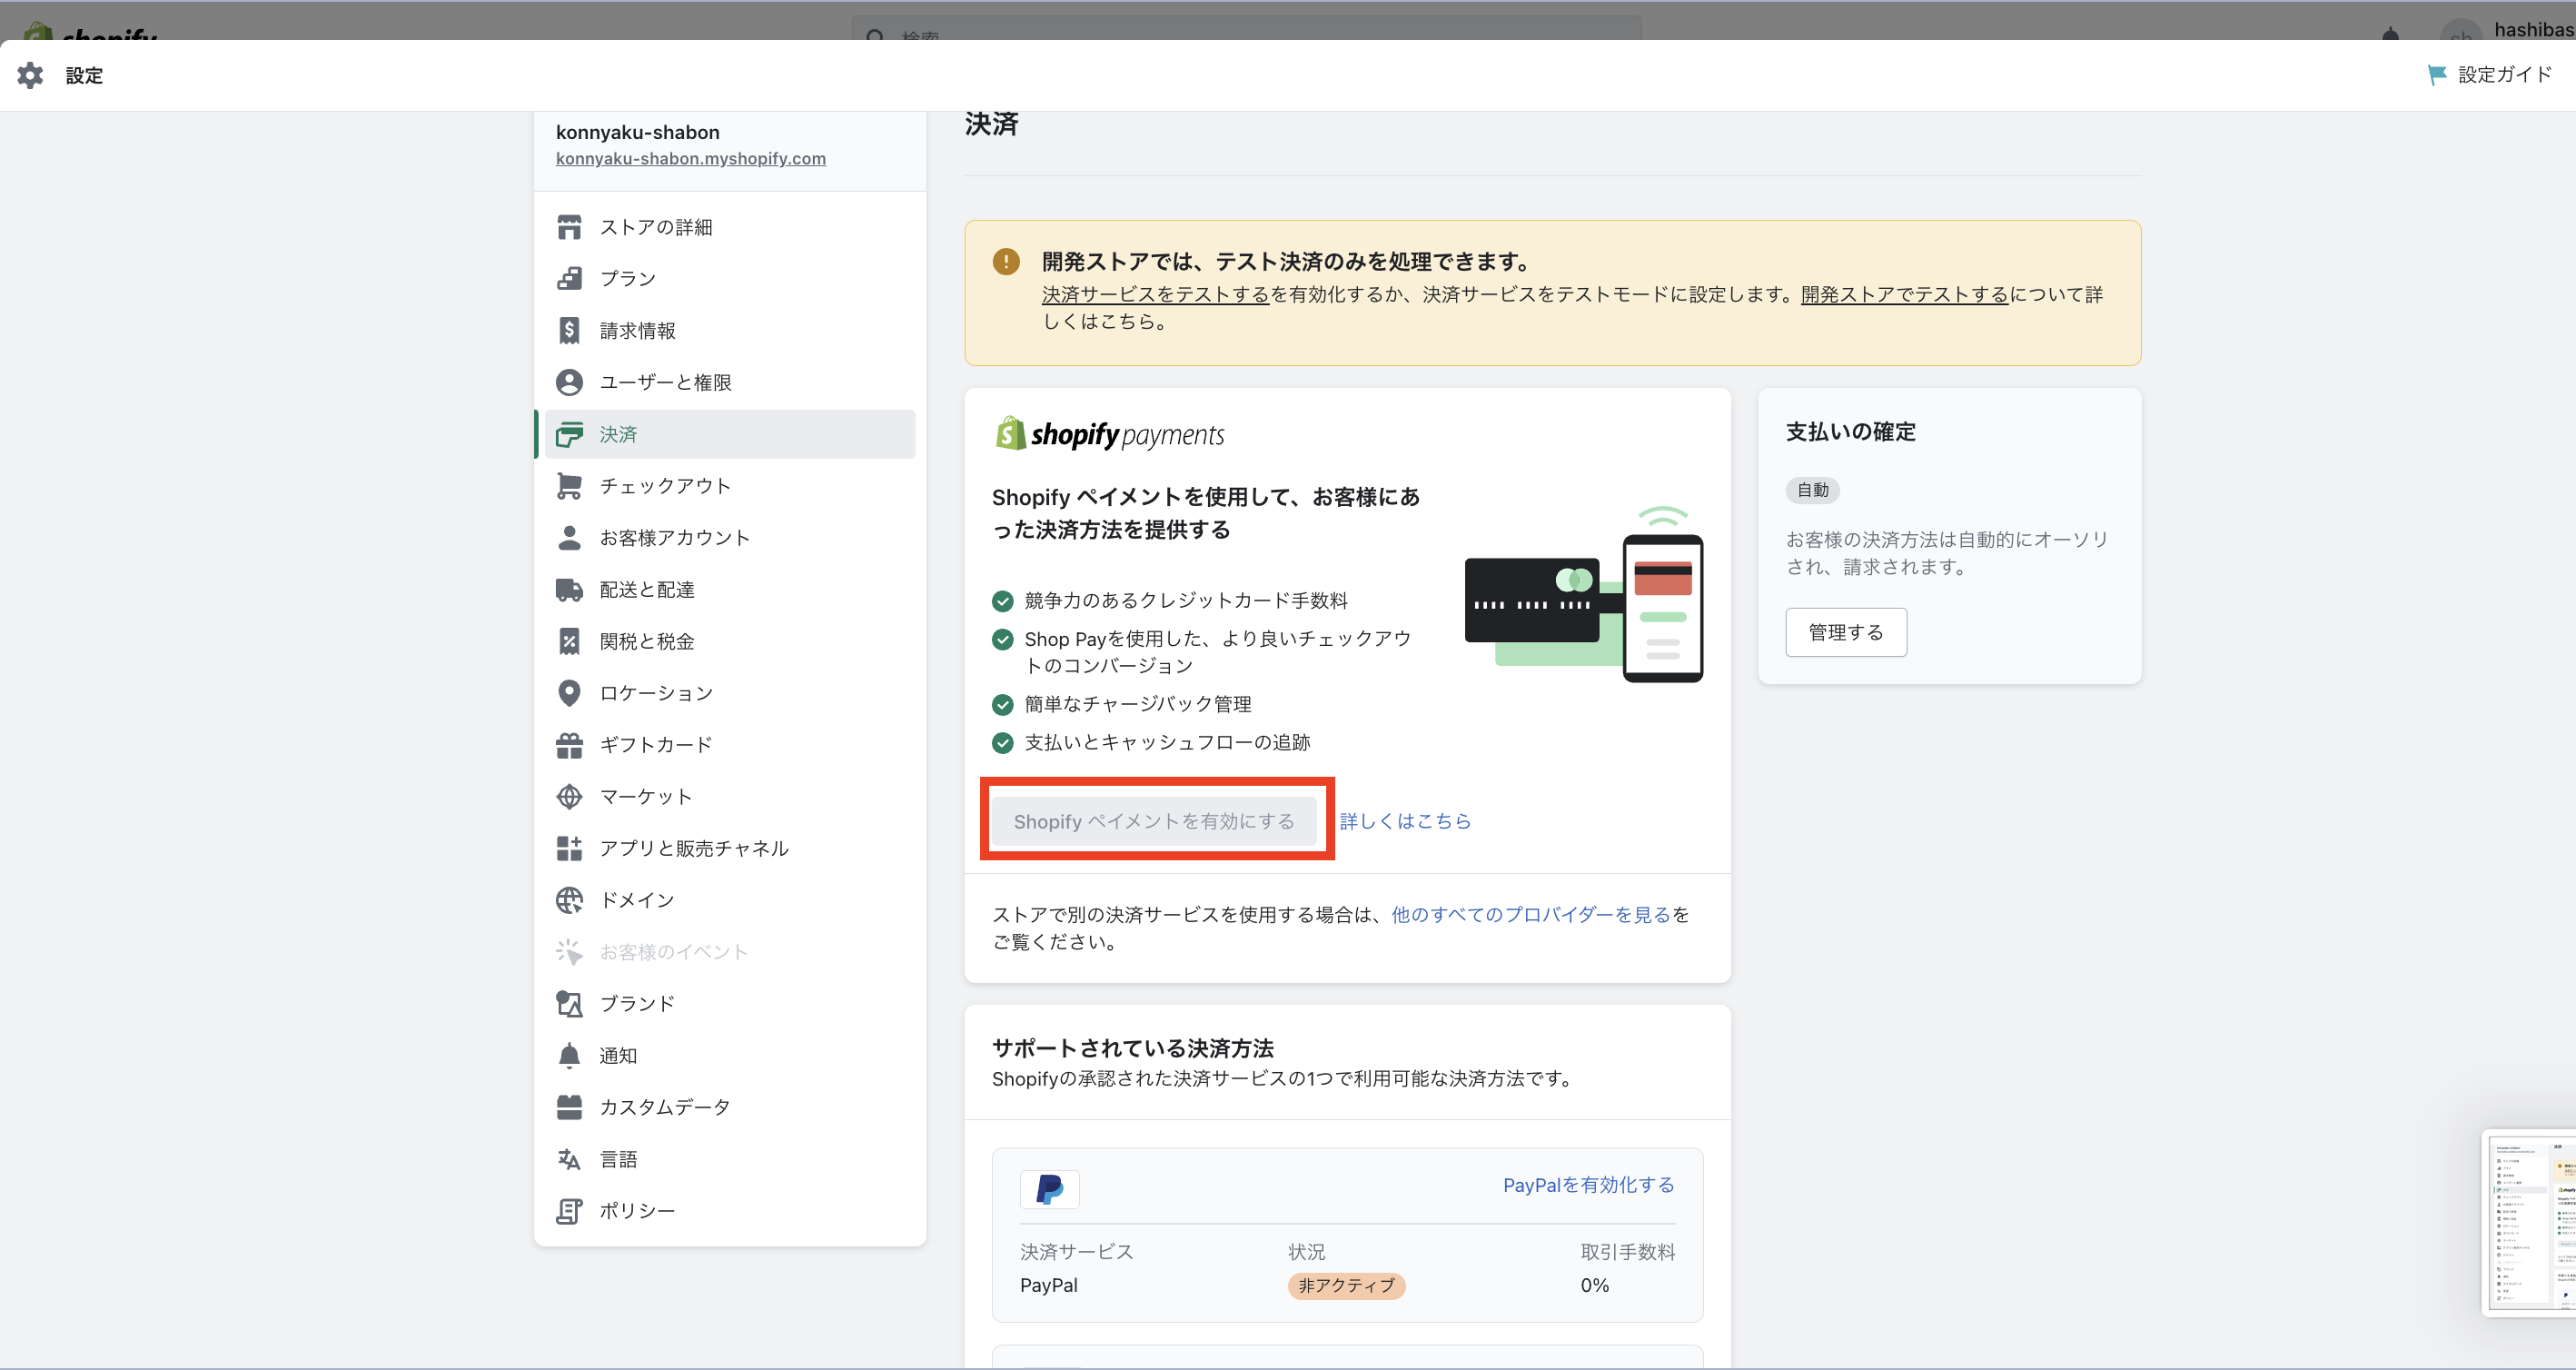 shopify
検索
hashibas
設定
設定ガイド
konnyaku-shabon
konnyaku-shabon.myshopify.com
ストアの詳細
プラン
請求情報
ユーザーと権限
決済
チェックアウト
お客様アカウント
配送と配達
関税と税金
ロケーション
ギフトカード
マーケット
アプリと販売チャネル
ドメイン
お客様のイベント
ブランド
通知
カスタムデータ
言語
ポリシー
決済
開発ストアでは、テスト決済のみを処理できます。
決済サービスをテストするを有効化するか、決済サービスをテストモードに設定します。開発ストアでテストするについて詳
しくはこちら。
shopify payments
Shopify ペイメントを使用して、お客様にあ
った決済方法を提供する
競争力のあるクレジットカード手数料
Shop Payを使用した、より良いチェックアウ
トのコンバージョン
簡単なチャージバック管理
支払いとキャッシュフローの追跡
Shopify ペイメントを有効にする
詳しくはこちら
ストアで別の決済サービスを使用する場合は、他のすべてのプロバイダーを見るを
ご覧ください。
支払いの確定
自動
お客様の決済方法は自動的にオーソリ
され、請求されます。
管理する
サポートされている決済方法
Shopifyの承認された決済サービスの1つで利用可能な決済方法です。
PayPalを有効化する
決済サービス 状況 取引手数料
PayPal 非アクティブ 0%